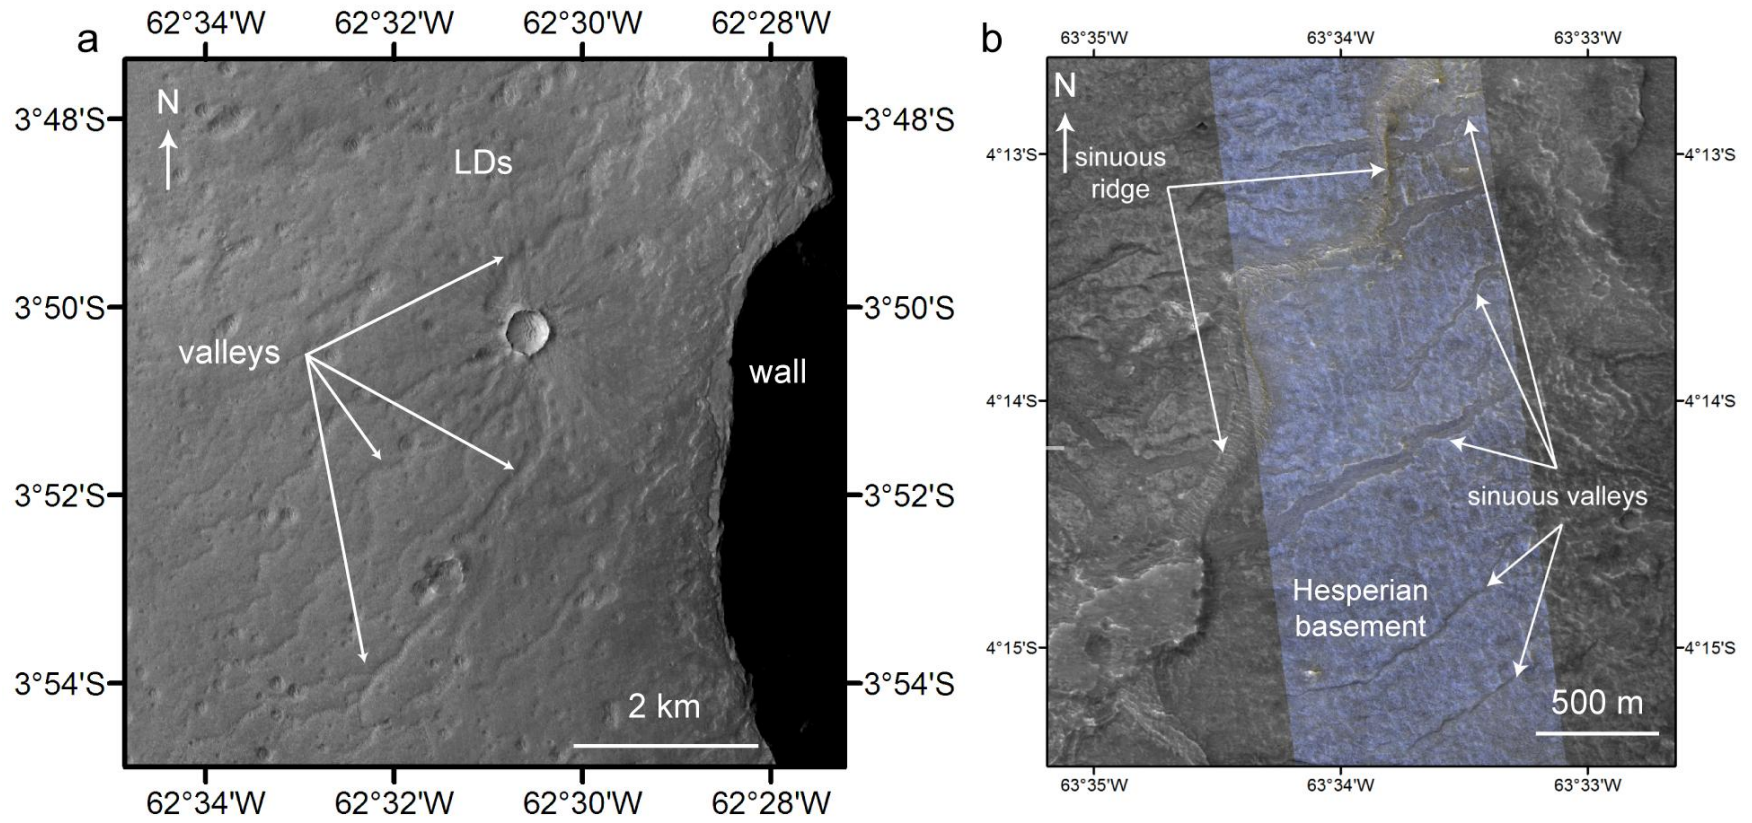 a
62°34'W 62°32'W 62°30'W 62°28'W
3°48'S
3°50'S
3°52'S
3°54'S
N
LDs
valleys
wall
2 km
3°48'S
3°50'S
3°52'S
3°54'S
62°34'W 62°32'W 62°30'W 62°28'W
b
63°35'W 63°34'W 63°33'W
4°13'S
4°14'S
4°15'S
N
sinuous
ridge
sinuous valleys
Hesperian
basement
500 m
4°13'S
4°14'S
4°15'S
63°35'W 63°34'W 63°33'W